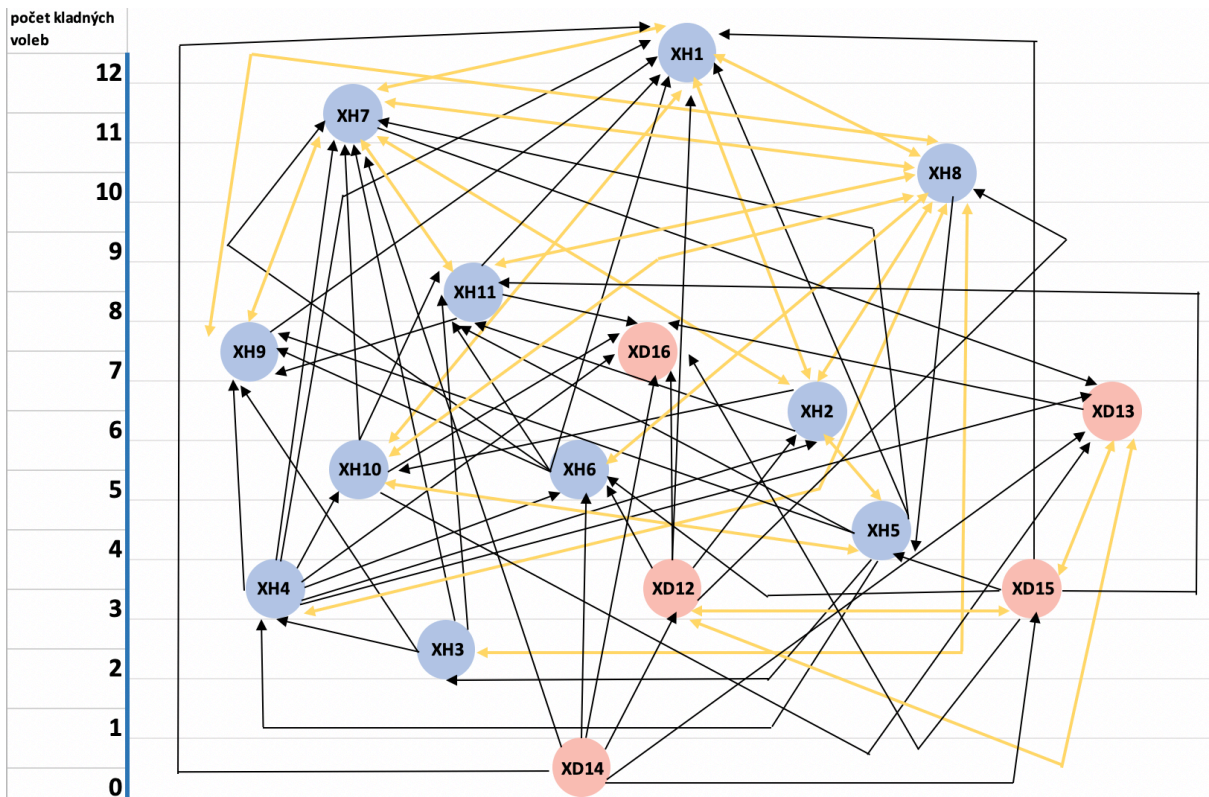 počet kladných
voleb
12
XH1
XH7
11
XH8
10
9
XH11
8
XH9
XD16
7
XH2
XD13
6
XH10
XH6
5
XH5
4
XH4
XD12
XD15
3
XH3
2
1
XD14
0